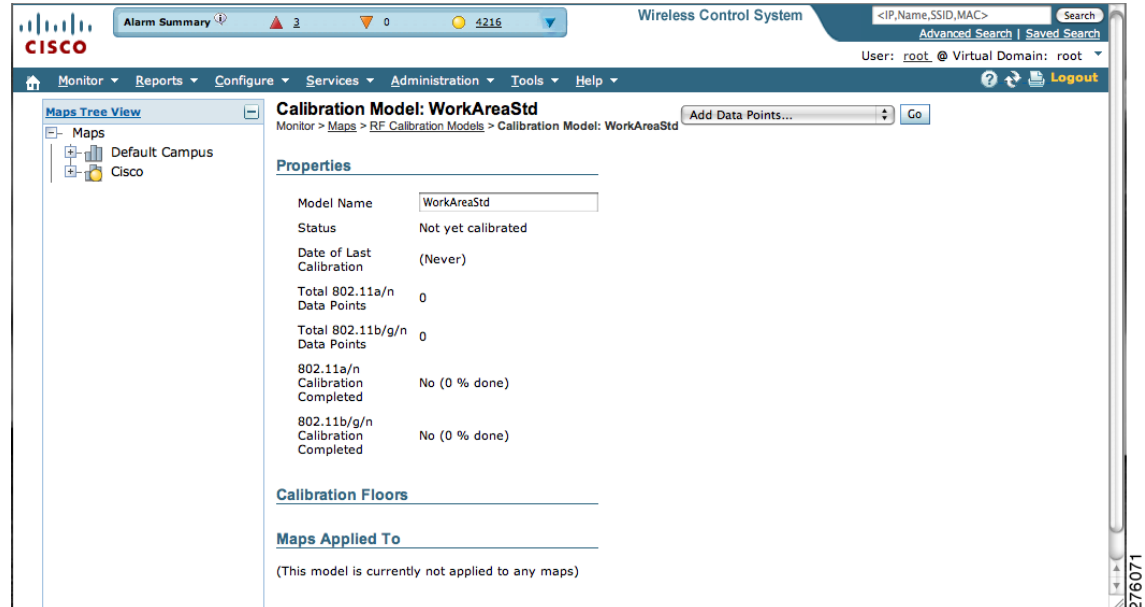 Alarm Summary 3 0 4216
Wireless Control System
<IP,Name,SSID,MAC> Search
Advanced Search | Saved Search
CISCO
User: root @ Virtual Domain: root
Monitor Reports Configure Services Administration Tools Help Logout
Maps Tree View
Maps
Default Campus
Cisco
Calibration Model: WorkAreaStd
Add Data Points... Go
Monitor > Maps > RF Calibration Models > Calibration Model: WorkAreaStd
Properties
Model Name WorkAreaStd
Status Not yet calibrated
Date of Last
Calibration (Never)
Total 802.11a/n
Data Points 0
Total 802.11b/g/n
Data Points 0
802.11a/n
Calibration No (0 % done)
Completed
802.11b/g/n
Calibration No (0 % done)
Completed
Calibration Floors
Maps Applied To
(This model is currently not applied to any maps)
276071